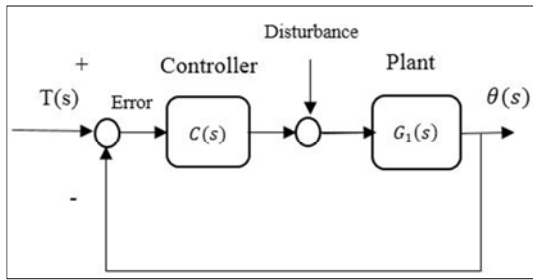 Disturbance
+
Controller
Plant
T(s)
Error
θ(s)
C(s)
G₁(s)
-